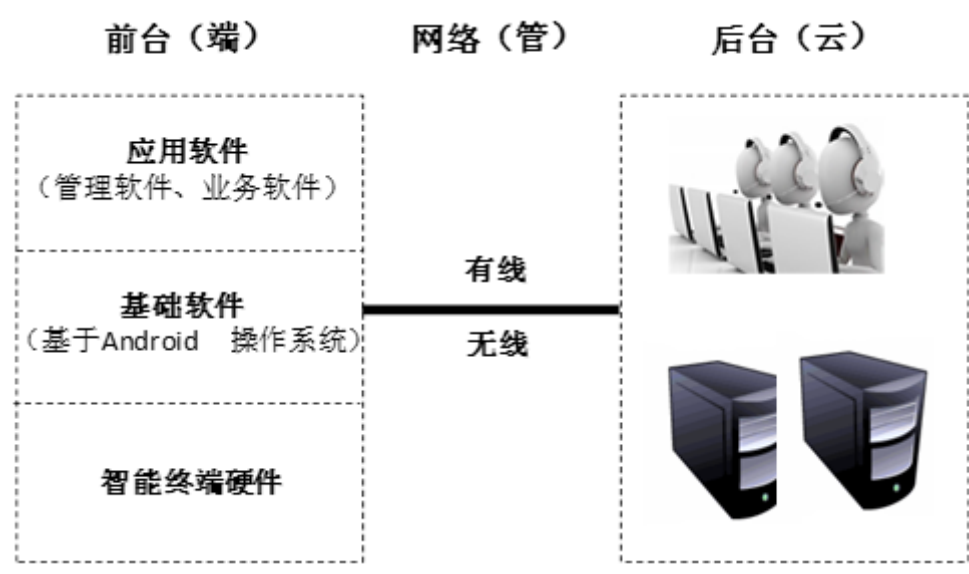 前台（端） 网络（管） 后台（云）
应用软件
（管理软件、业务软件）
有线
基础软件
（基于Android 操作系统）
无线
智能终端硬件